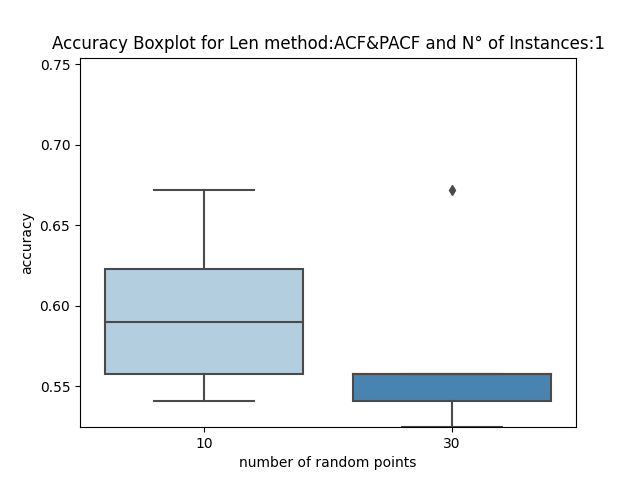 Accuracy Boxplot for Len method:ACF&PACF and N° of Instances:1
0.75
0.70
0.65
0.60
0.55
accuracy
10 30
number of random points